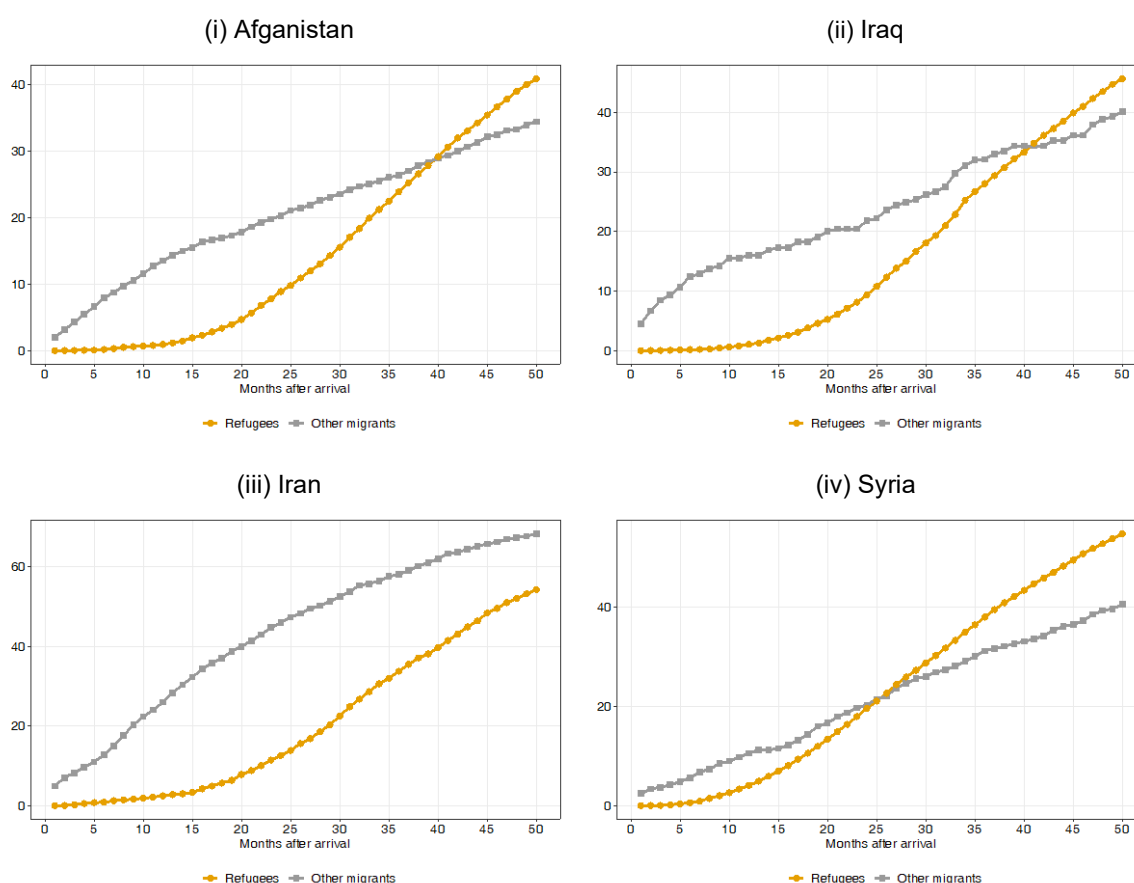 (i) Afganistan
40
30
20
10
0
0 5 10 15 20 25 30 35 40 45 50
Months after arrival
Refugees Other migrants
(ii) Iraq
40
30
20
10
0
0 5 10 15 20 25 30 35 40 45 50
Months after arrival
Refugees Other migrants
(iii) Iran
60
40
20
0
0 5 10 15 20 25 30 35 40 45 50
Months after arrival
Refugees Other migrants
(iv) Syria
40
20
0
0 5 10 15 20 25 30 35 40 45 50
Months after arrival
Refugees Other migrants